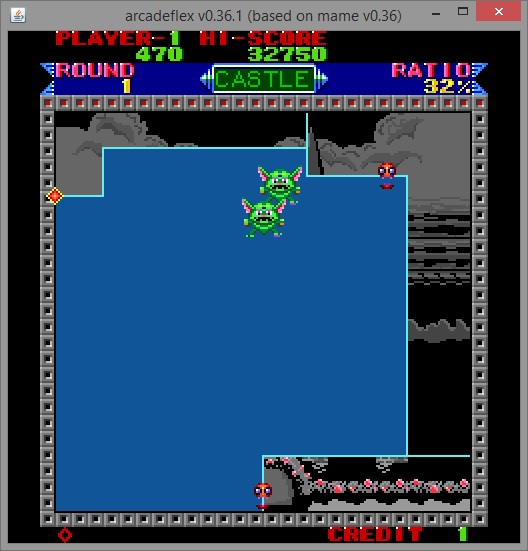 arcadeflex v0.36.1 (based on mame v0.36)
PLAYER-1 HI-SCORE
470 32750
ROUND CASTLE RATIO
1 32%
CREDIT 1